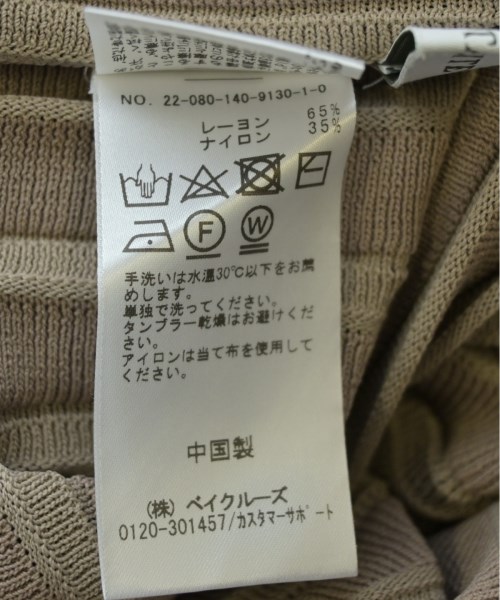 NO. 22-080-140-9130-1-0
レーヨン 65%
ナイロン 35%
F W
手洗いは水温30℃以下をお薦
めします。
単独で洗ってください。
タンブラー乾燥はお避けくだ
さい。
アイロンは当て布を使用して
ください。
中国製
(株) ベイクルーズ
0120-301457/カスタマーサポート